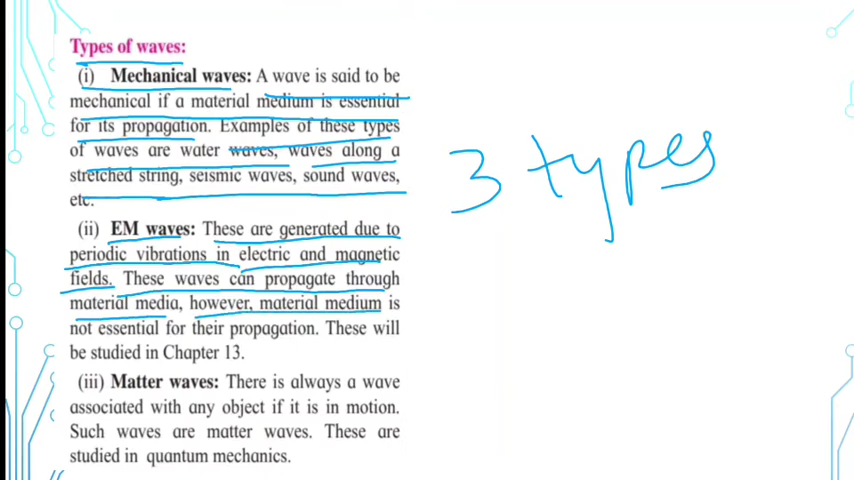 Types of waves:
(i) Mechanical waves: A wave is said to be
mechanical if a material medium is essential
for its propagation. Examples of these types
of waves are water waves, waves along a
stretched string, seismic waves, sound waves,
etc.
(ii) EM waves: These are generated due to
periodic vibrations in electric and magnetic
fields. These waves can propagate through
material media, however, material medium is
not essential for their propagation. These will
be studied in Chapter 13.
(iii) Matter waves: There is always a wave
associated with any object if it is in motion.
Such waves are matter waves. These are
studied in quantum mechanics.
3 types